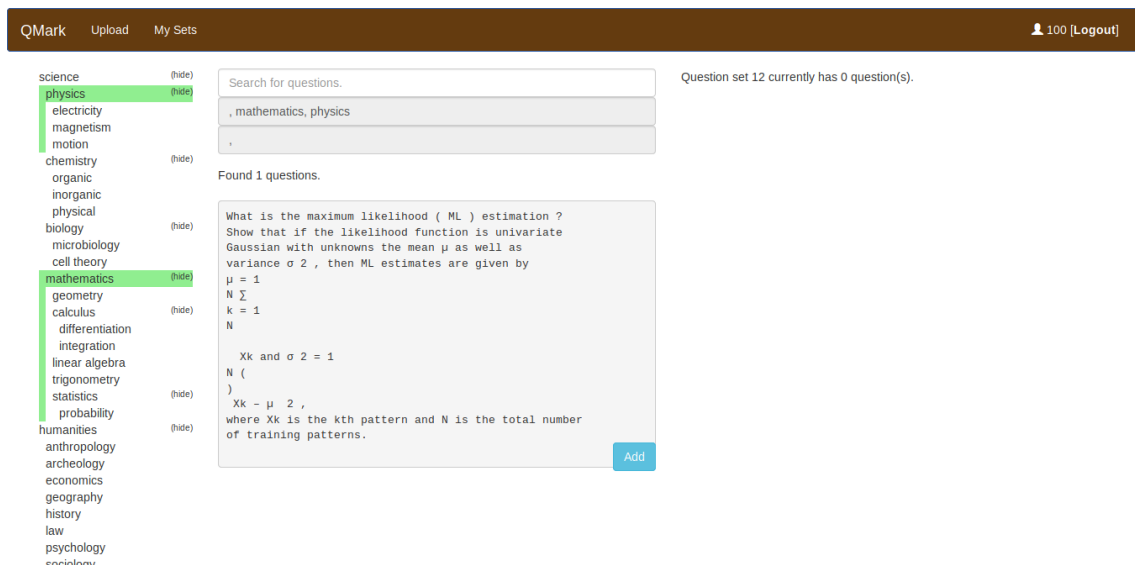 QMark Upload My Sets 100 [Logout]
science (hide)
physics (hide)
electricity
magnetism
motion
chemistry (hide)
organic
inorganic
physical
biology (hide)
microbiology
cell theory
mathematics (hide)
geometry
calculus (hide)
differentiation
integration
linear algebra
trigonometry
statistics (hide)
probability
humanities (hide)
anthropology
archeology
economics
geography
history
law
psychology
sociology
Search for questions.
, mathematics, physics
,
Found 1 questions.
What is the maximum likelihood ( ML ) estimation ?
Show that if the likelihood function is univariate
Gaussian with unknowns the mean μ as well as
variance σ 2 , then ML estimates are given by
μ = 1
N ∑
k = 1
N
Xk and σ 2 = 1
N (
)
Xk – μ  2 ,
where Xk is the kth pattern and N is the total number
of training patterns.
Add
Question set 12 currently has 0 question(s).